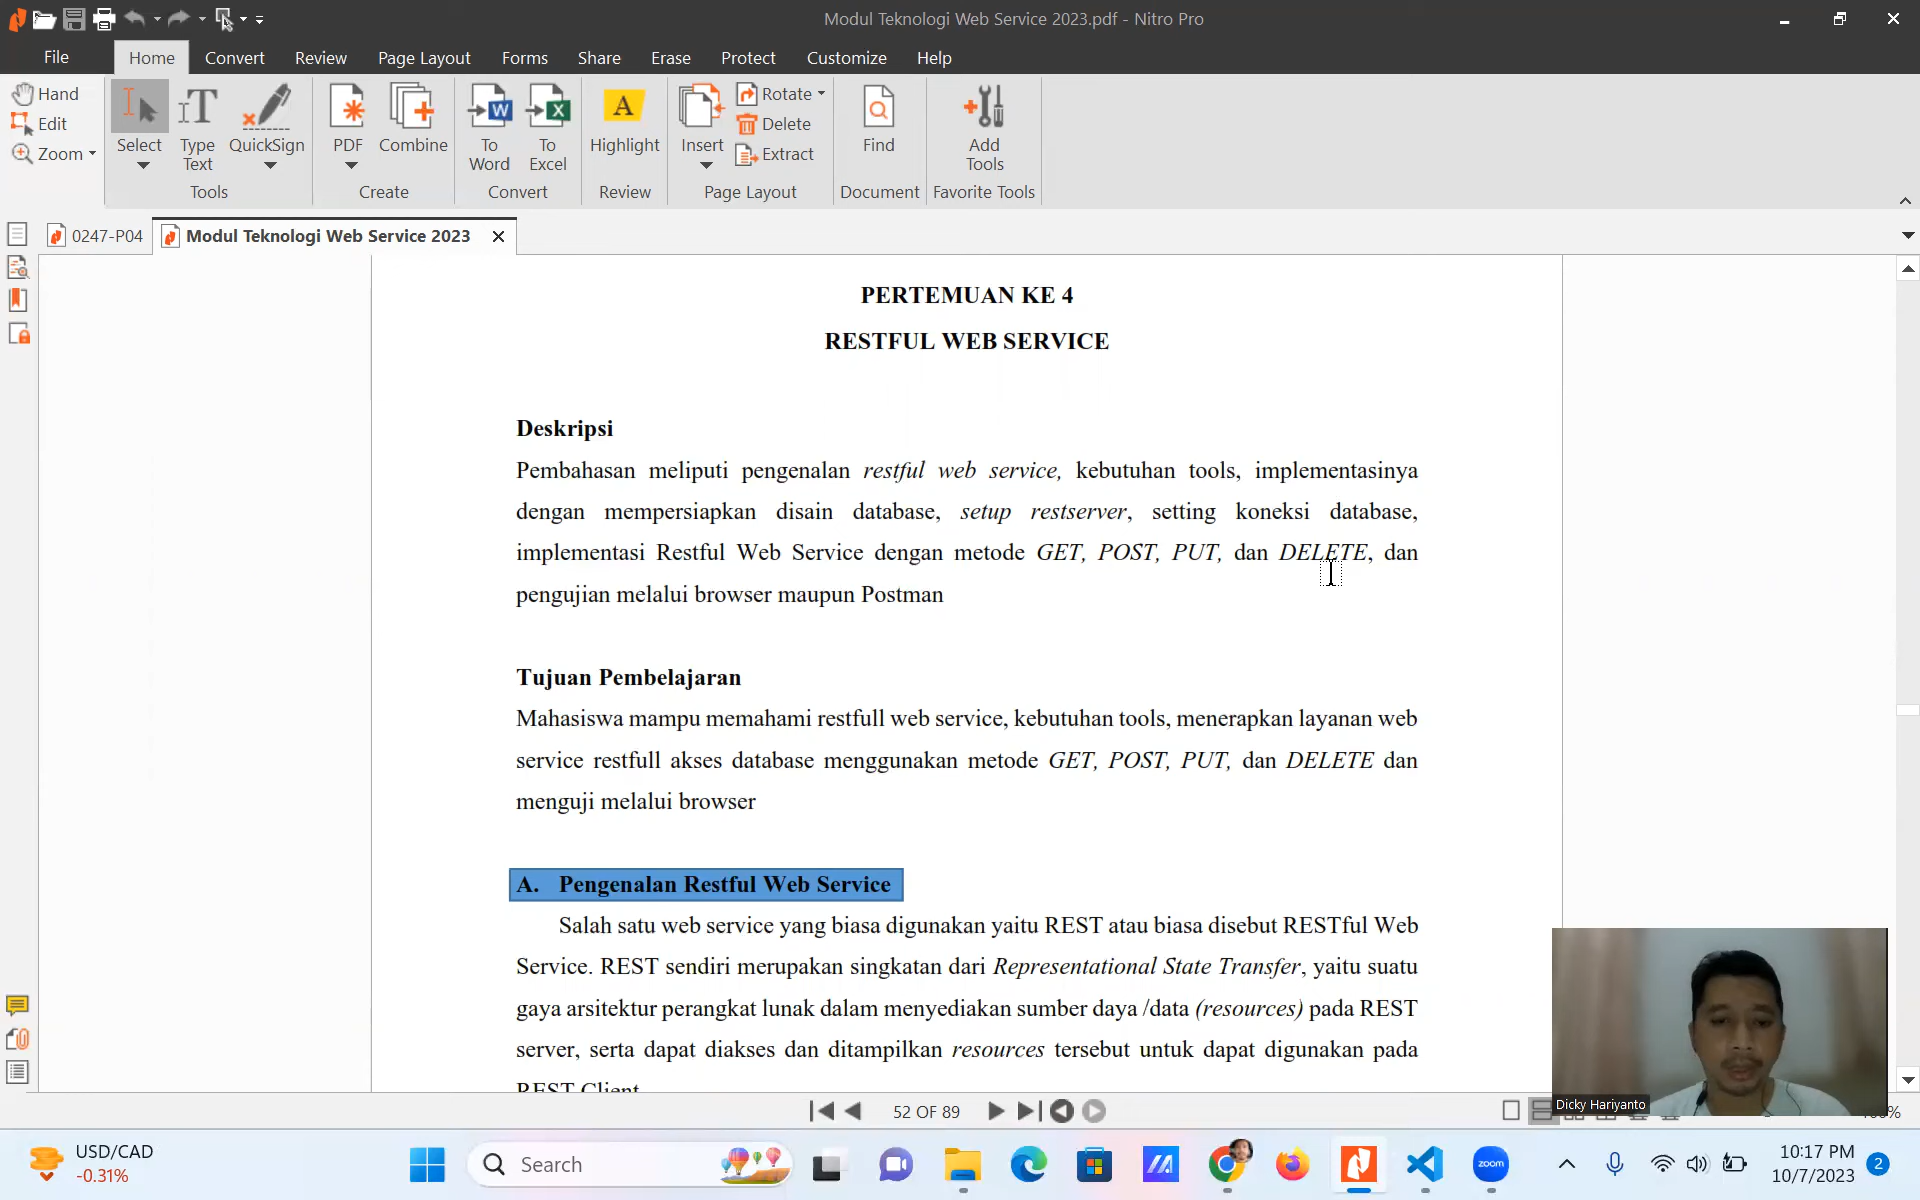 Modul Teknologi Web Service 2023.pdf - Nitro Pro
File Home Convert Review Page Layout Forms Share Erase Protect Customize Help
Hand
Edit
Zoom
Select
Type Text
QuickSign
Tools
PDF
Combine
Create
To Word
To Excel
Convert
Highlight
Review
Insert
Rotate
Delete
Extract
Page Layout
Find
Document
Add Tools
Favorite Tools
0247-P04
Modul Teknologi Web Service 2023
PERTEMUAN KE 4
RESTFUL WEB SERVICE
Deskripsi
Pembahasan meliputi pengenalan restful web service, kebutuhan tools, implementasinya
dengan mempersiapkan disain database, setup restserver, setting koneksi database,
implementasi Restful Web Service dengan metode GET, POST, PUT, dan DELETE, dan
pengujian melalui browser maupun Postman
Tujuan Pembelajaran
Mahasiswa mampu memahami restfull web service, kebutuhan tools, menerapkan layanan web
service restfull akses database menggunakan metode GET, POST, PUT, dan DELETE dan
menguji melalui browser
A. Pengenalan Restful Web Service
Salah satu web service yang biasa digunakan yaitu REST atau biasa disebut RESTful Web
Service. REST sendiri merupakan singkatan dari Representational State Transfer, yaitu suatu
gaya arsitektur perangkat lunak dalam menyediakan sumber daya /data (resources) pada REST
server, serta dapat diakses dan ditampilkan resources tersebut untuk dapat digunakan pada
REST Client
Dicky Hariyanto
52 OF 89
USD/CAD
-0.31%
Search
zoom
10:17 PM
10/7/2023
2